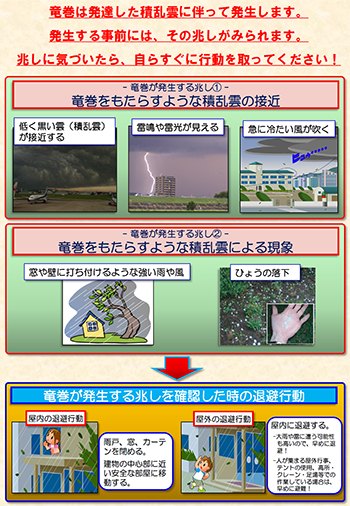 竜巻は発達した積乱雲に伴って発生します。
発生する事前には、その兆しがみられます。
兆しに気づいたら、自らすぐに行動を取ってください！
- 竜巻が発生する兆し① -
竜巻をもたらすような積乱雲の接近
低く黒い雲（積乱雲）
が接近する
雷鳴や雷光が見える
急に冷たい風が吹く
- 竜巻が発生する兆し② -
竜巻をもたらすような積乱雲による現象
窓や壁に打ち付けるような強い雨や風
ひょうの落下
竜巻が発生する兆しを確認した時の退避行動
屋内の退避行動
雨戸、窓、カーテ
ンを閉める。
建物の中心部に近
い安全な部屋に移
動する。
屋外の退避行動
屋内に退避する。
・大雨や雷に遭う可能性
も高いので、早めに退
避！
・人が集まる屋外行事、
テントの使用、高所・
クレーン・足場等での
作業している場合は、
早めに避難！